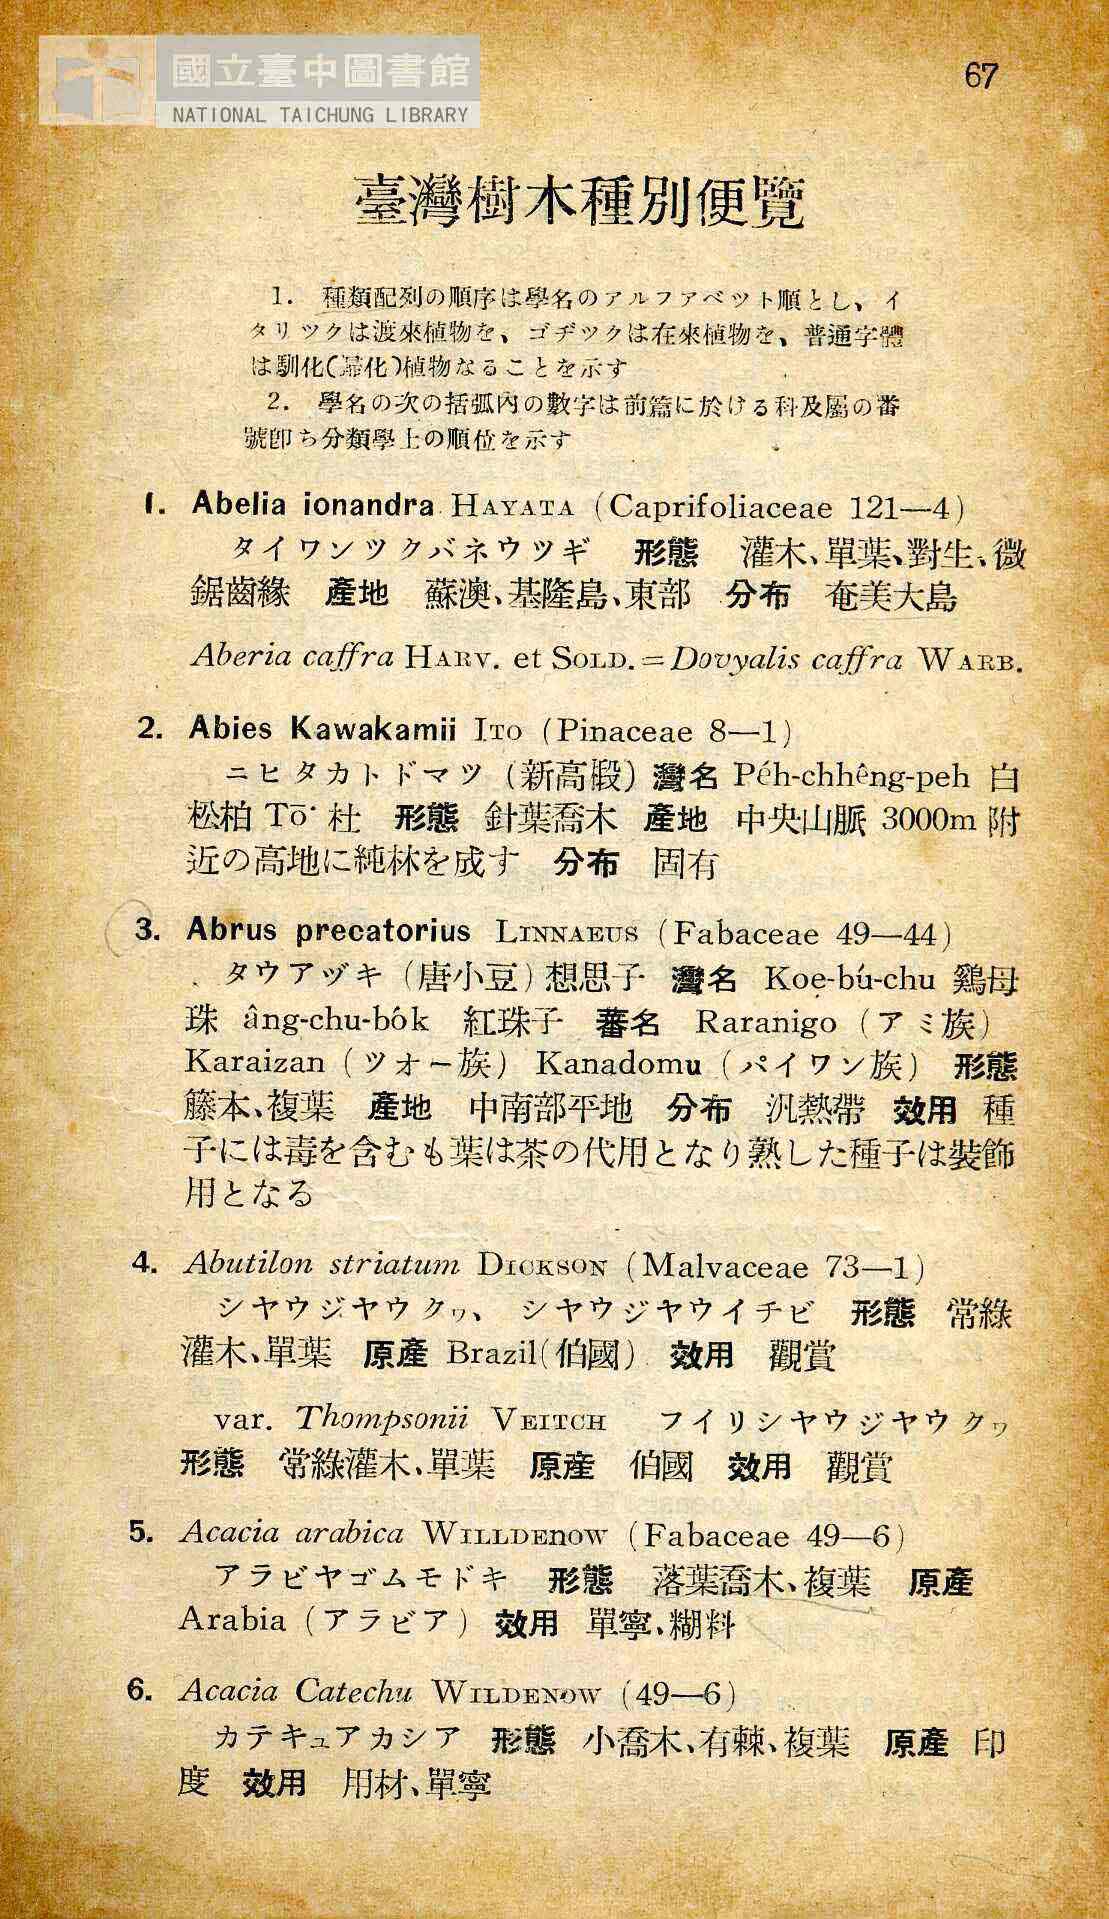 國立臺中圖書館
NATIONAL TAICHUNG LIBRARY
67
臺灣樹木種別便覽
1. 種類配列の順序は學名のアルフアベツト順とし、イ
タリツクは渡來植物を、ゴヂツクは在來植物を、普通字體
は馴化(歸化)植物なることを示す
2. 學名の次の括弧內の數字は前篇に於ける科及屬の番
號卽ち分類學上の順位を示す
1. Abelia ionandra HAYATA (Caprifoliaceae 121—4)
タイワンツクバネウツギ 形態 灌木、單葉、對生、微
鋸齒緣 產地 蘇澳、基隆島、東部 分布 奄美大島
Aberia caffra HARV. et SOLD. = Dovyalis caffra WARB.
2. Abies Kawakamii ITO (Pinaceae 8—1)
ニヒタカトドマツ (新高椴) 灣名 Péh-chhêng-peh 白
松柏 Tō· 杜 形態 針葉喬木 產地 中央山脈 3000m 附
近の高地に純林を成す 分布 固有
3. Abrus precatorius LINNAEUS (Fabaceae 49—44)
タウアヅキ (唐小豆) 想思子 灣名 Koe-bú-chu 鷄母
珠 âng-chu-bók 紅珠子 蕃名 Raranigo (アミ族)
Karaizan (ツオー族) Kanadomu (パイワン族) 形態
籐本、複葉 產地 中南部平地 分布 汎熱帶 效用 種
子には毒を含むも葉は茶の代用となり熟した種子は裝飾
用となる
4. Abutilon striatum DICKSON (Malvaceae 73—1)
シヤウジヤウクヮ、 シヤウジヤウイチビ 形態 常綠
灌木、單葉 原產 Brazil(伯國) 效用 觀賞
var. Thompsonii VEITCH フイリシヤウジヤウクヮ
形態 常綠灌木、單葉 原産 伯國 效用 觀賞
5. Acacia arabica WILLDENOW (Fabaceae 49—6)
アラビヤゴムモドキ 形態 落葉喬木、複葉 原產
Arabia (アラビア) 效用 單寧、糊料
6. Acacia Catechu WILDENOW (49—6)
カテキュアカシア 形態 小喬木、有棘、複葉 原產 印
度 效用 用材、單寧